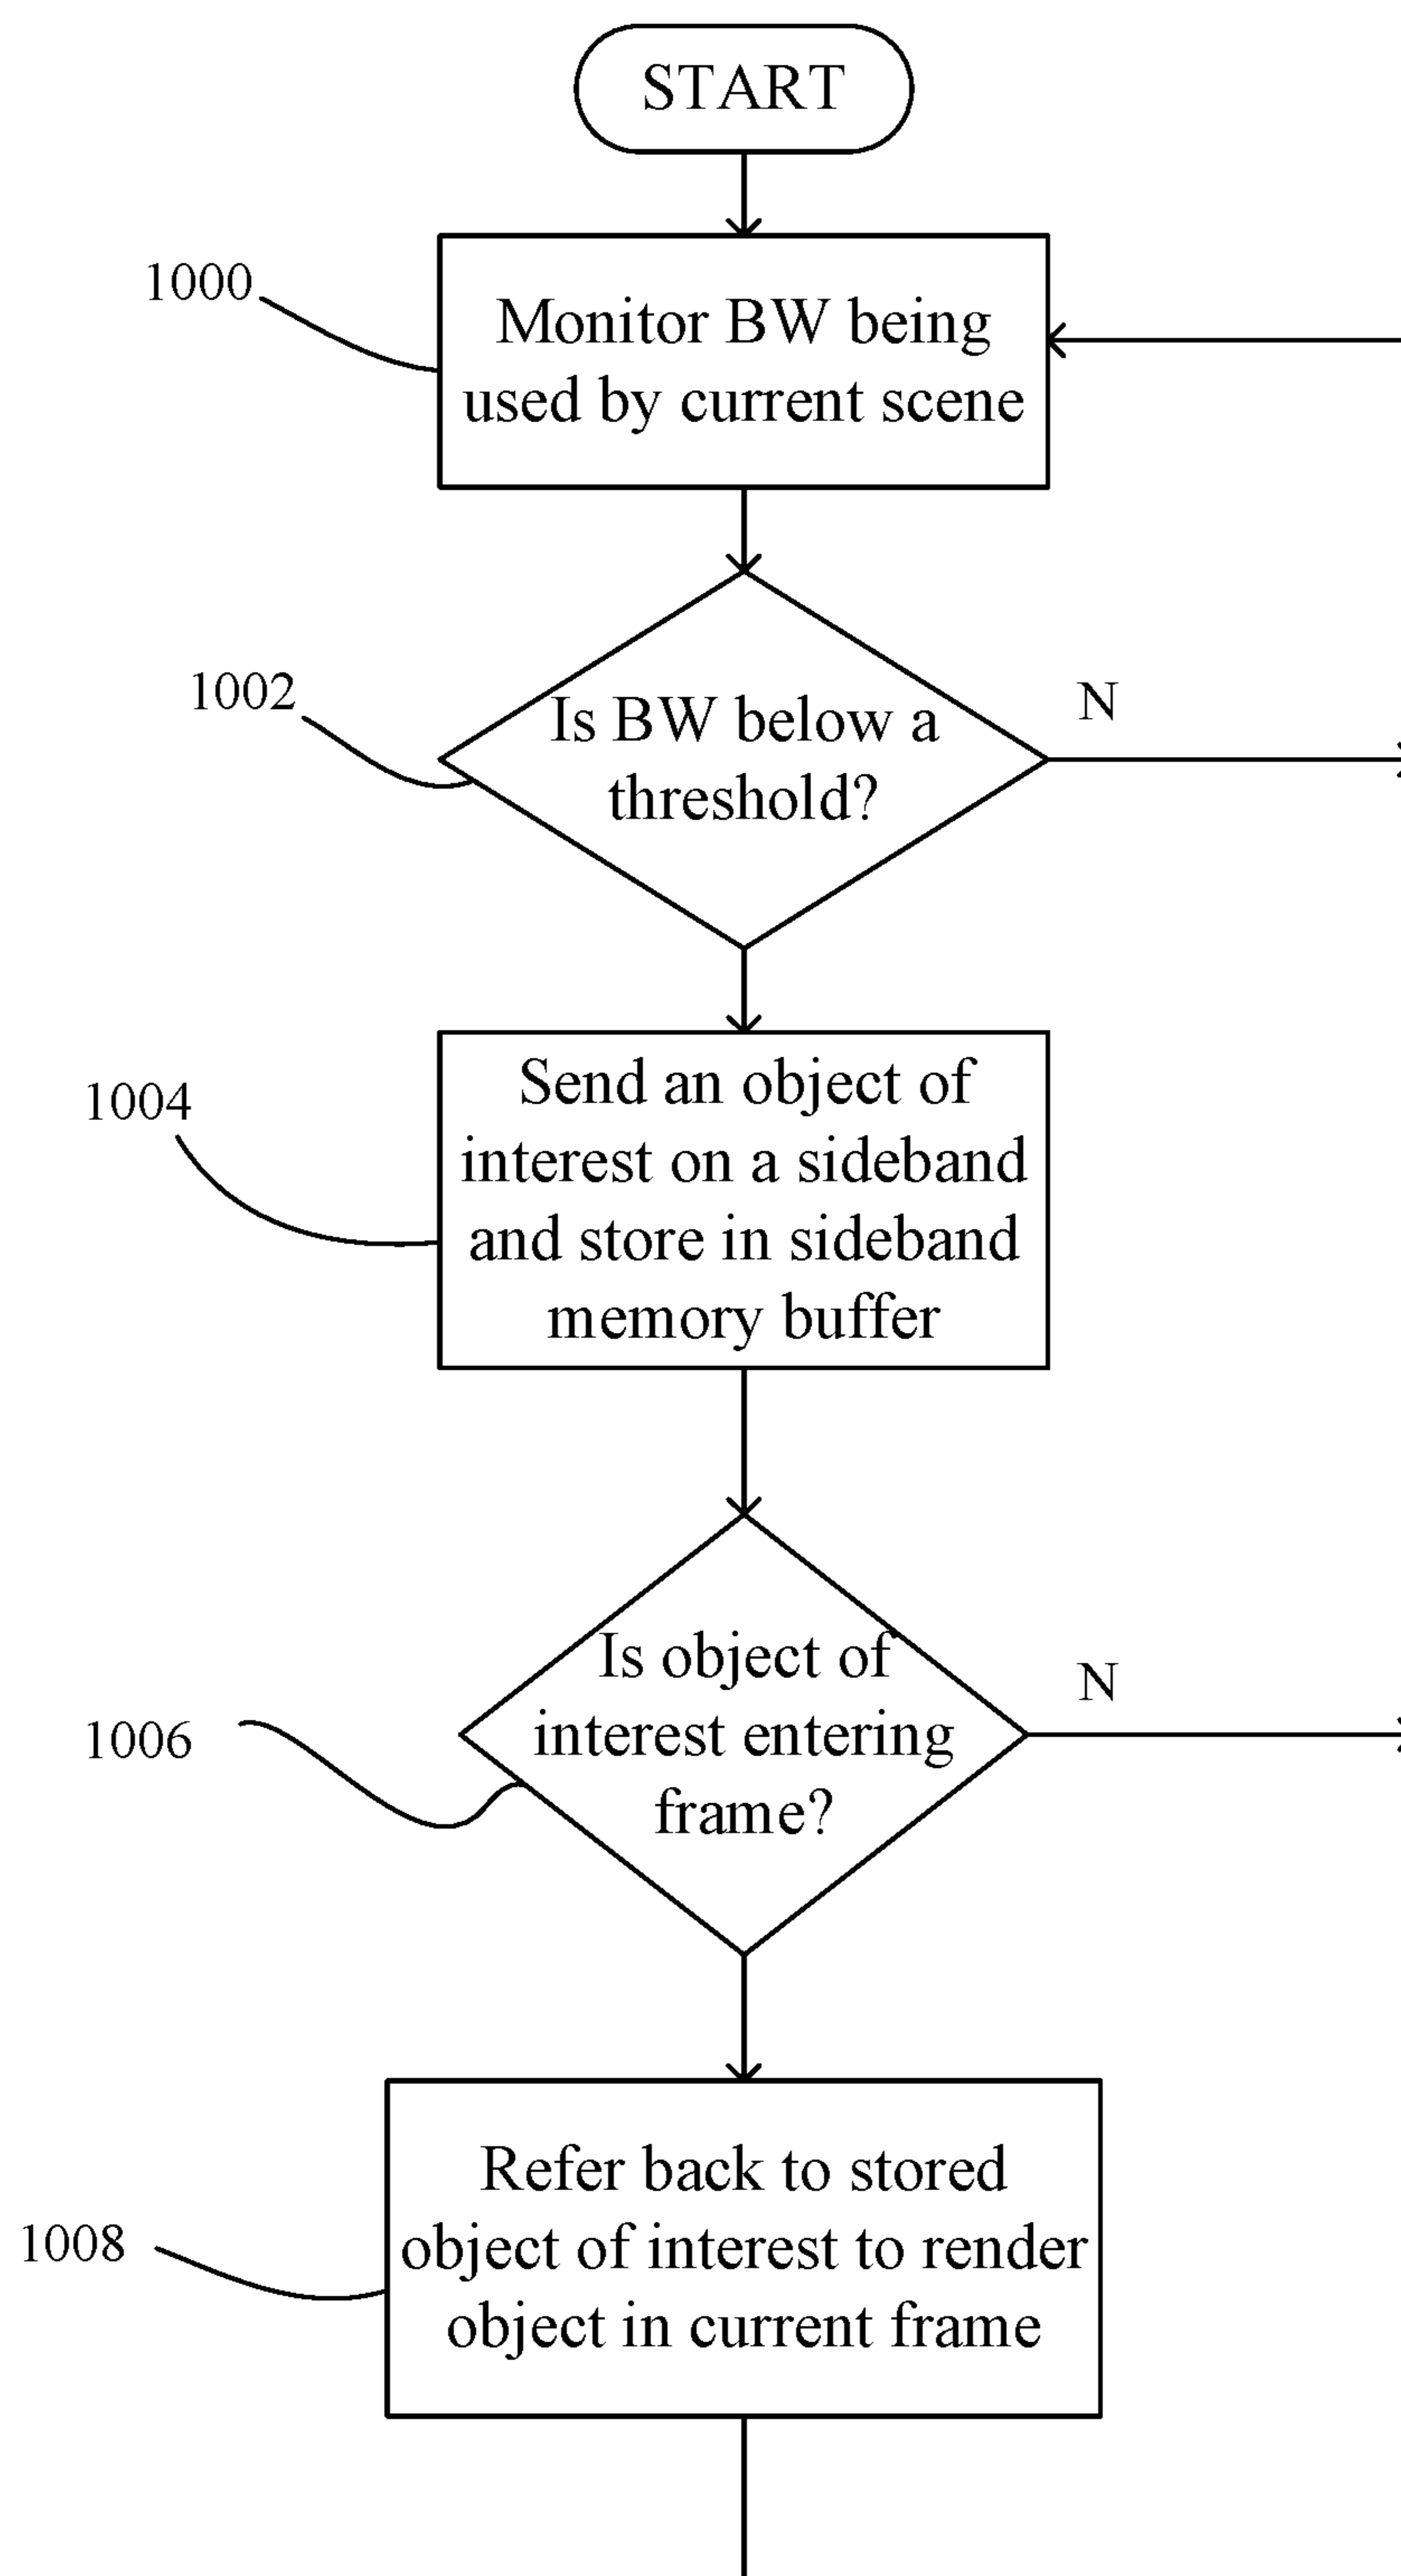 START
1000
Monitor BW being
used by current scene
1002
Is BW below a
threshold?
N
1004
Send an object of
interest on a sideband
and store in sideband
memory buffer
1006
Is object of
interest entering
frame?
N
1008
Refer back to stored
object of interest to render
object in current frame